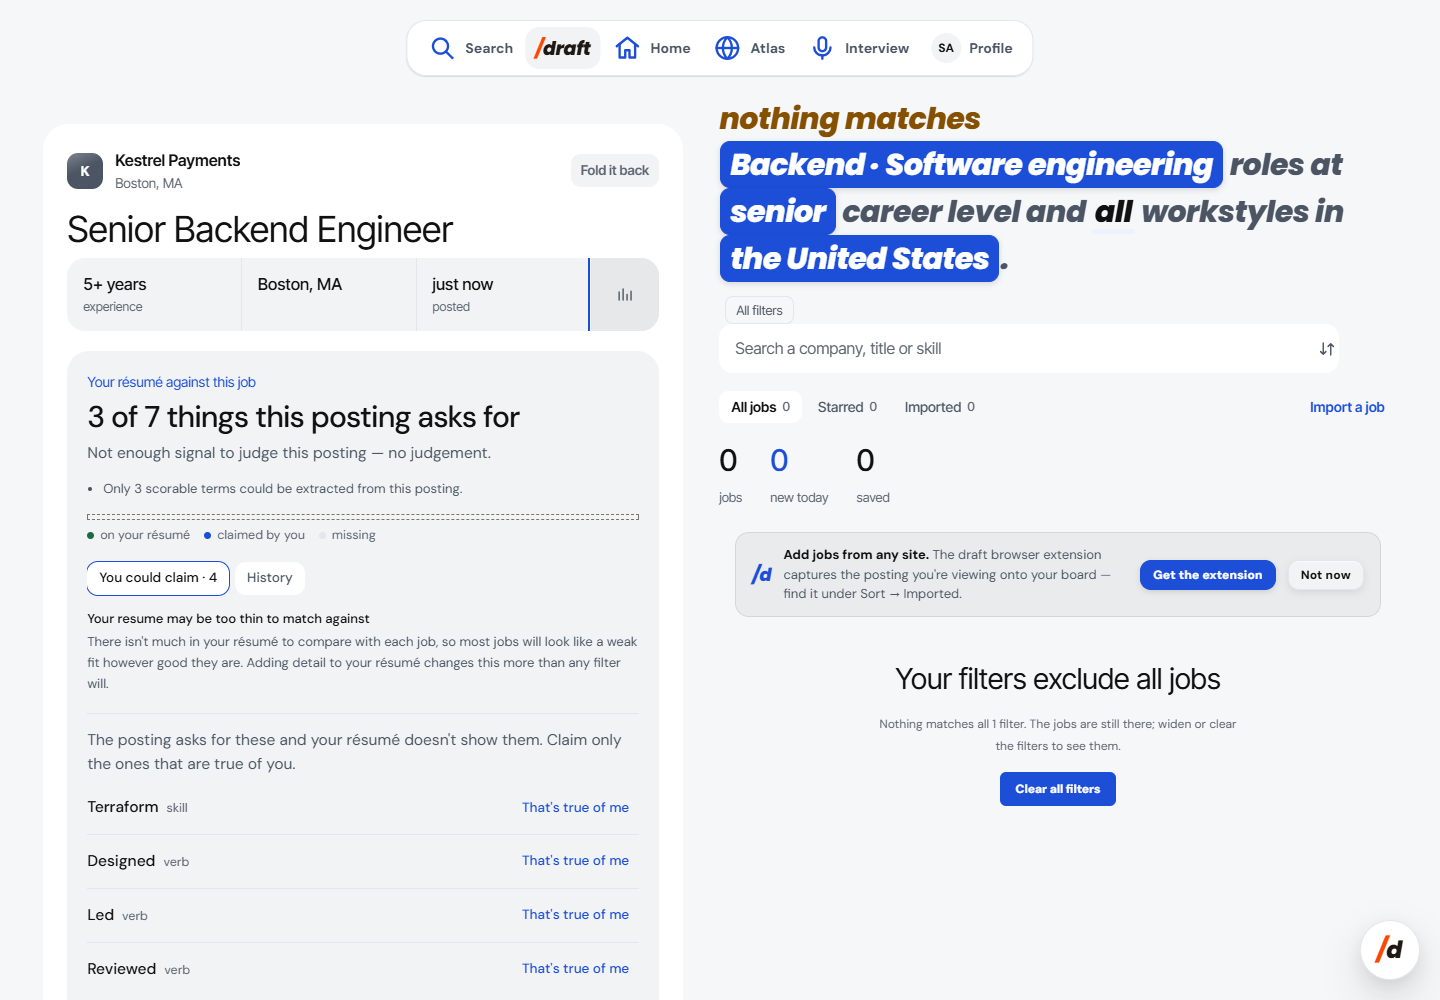 Search
/draft
Home
Atlas
Interview
SA
Profile
K
Kestrel Payments
Boston, MA
Fold it back
Senior Backend Engineer
5+ years
experience
Boston, MA
just now
posted
Your résumé against this job
3 of 7 things this posting asks for
Not enough signal to judge this posting — no judgement.
• Only 3 scorable terms could be extracted from this posting.
on your résumé
claimed by you
missing
You could claim · 4
History
Your resume may be too thin to match against
There isn't much in your résumé to compare with each job, so most jobs will look like a weak
fit however good they are. Adding detail to your résumé changes this more than any filter
will.
The posting asks for these and your résumé doesn't show them. Claim only
the ones that are true of you.
Terraform skill
That's true of me
Designed verb
That's true of me
Led verb
That's true of me
Reviewed verb
That's true of me
nothing matches
Backend · Software engineering roles at
senior career level and all workstyles in
the United States.
All filters
Search a company, title or skill
All jobs 0
Starred 0
Imported 0
Import a job
0
jobs
0
new today
0
saved
/d
Add jobs from any site. The draft browser extension
captures the posting you're viewing onto your board —
find it under Sort → Imported.
Get the extension
Not now
Your filters exclude all jobs
Nothing matches all 1 filter. The jobs are still there; widen or clear
the filters to see them.
Clear all filters
/d